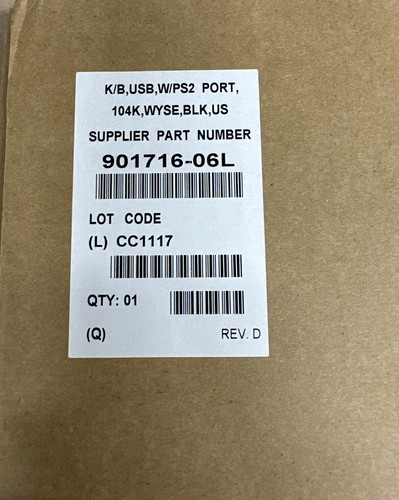 K/B,USB,W/PS2 PORT,
104K,WYSE,BLK,US
SUPPLIER PART NUMBER
901716-06L
LOT CODE
(L) CC1117
QTY: 01
(Q) REV. D